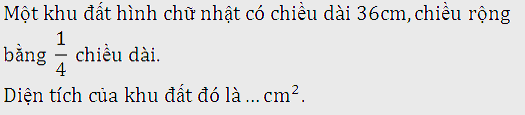 Một khu đất hình chữ nhật có chiều dài 36cm, chiều rộng
bằng 1/4 chiều dài.
Diện tích của khu đất đó là ... cm².